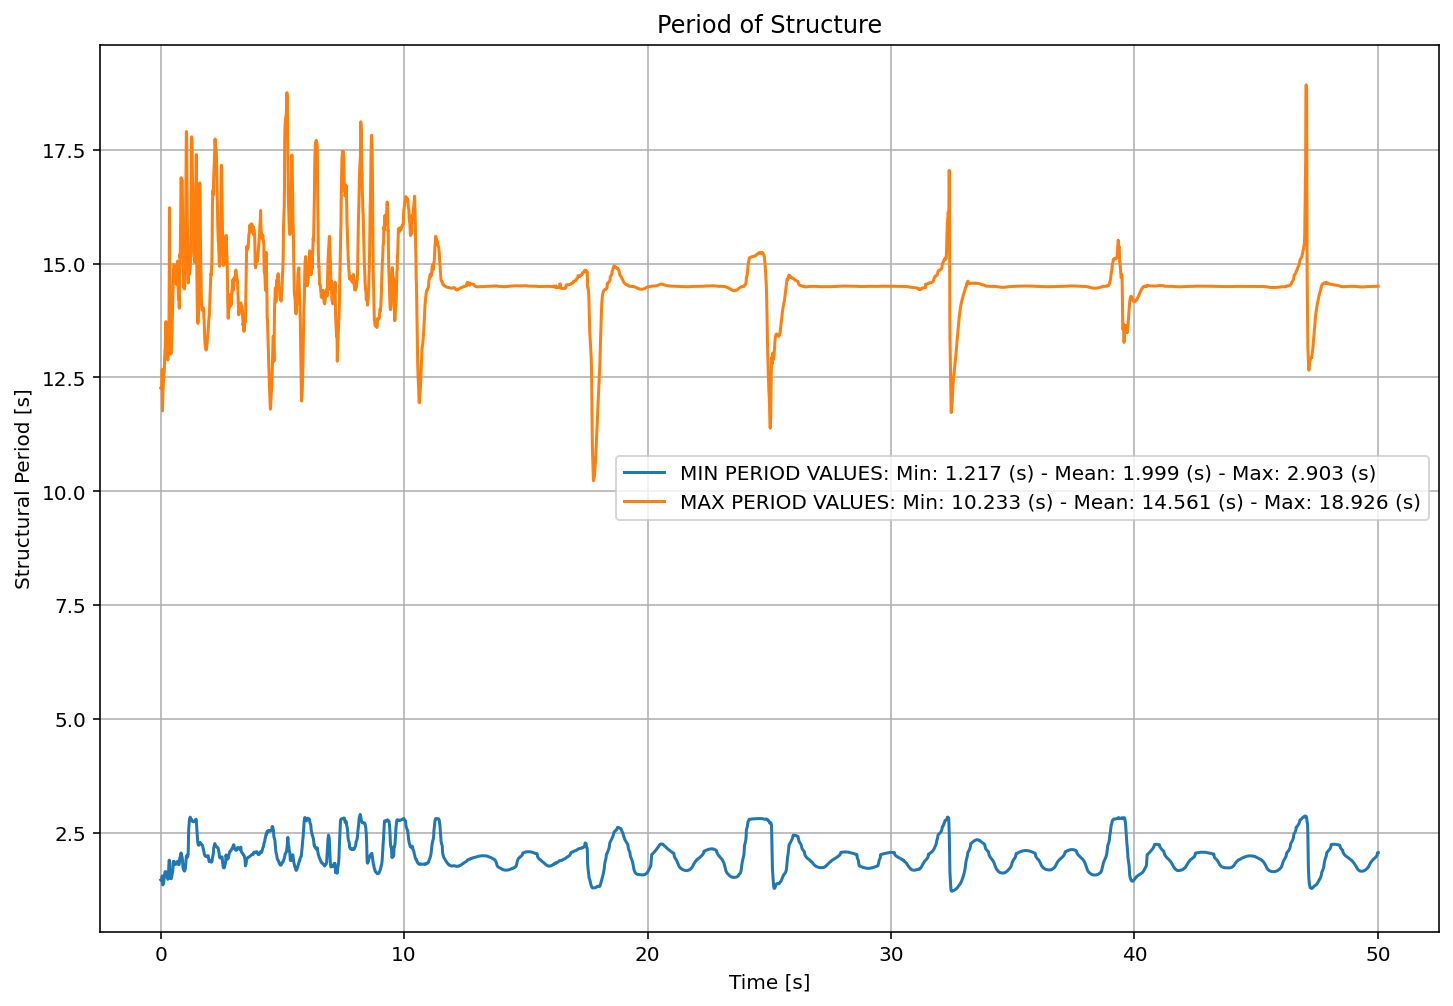 Period of Structure
Structural Period [s]
17.5
15.0
12.5
10.0
7.5
5.0
2.5
MIN PERIOD VALUES: Min: 1.217 (s) - Mean: 1.999 (s) - Max: 2.903 (s)
MAX PERIOD VALUES: Min: 10.233 (s) - Mean: 14.561 (s) - Max: 18.926 (s)
0 10 20 30 40 50
Time [s]